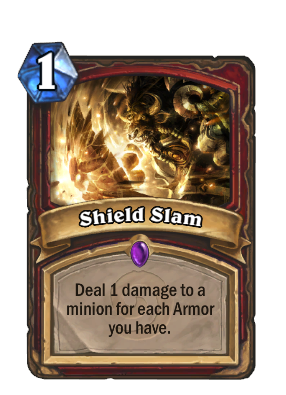 1
Shield Slam
Deal 1 damage to a
minion for each Armor
you have.